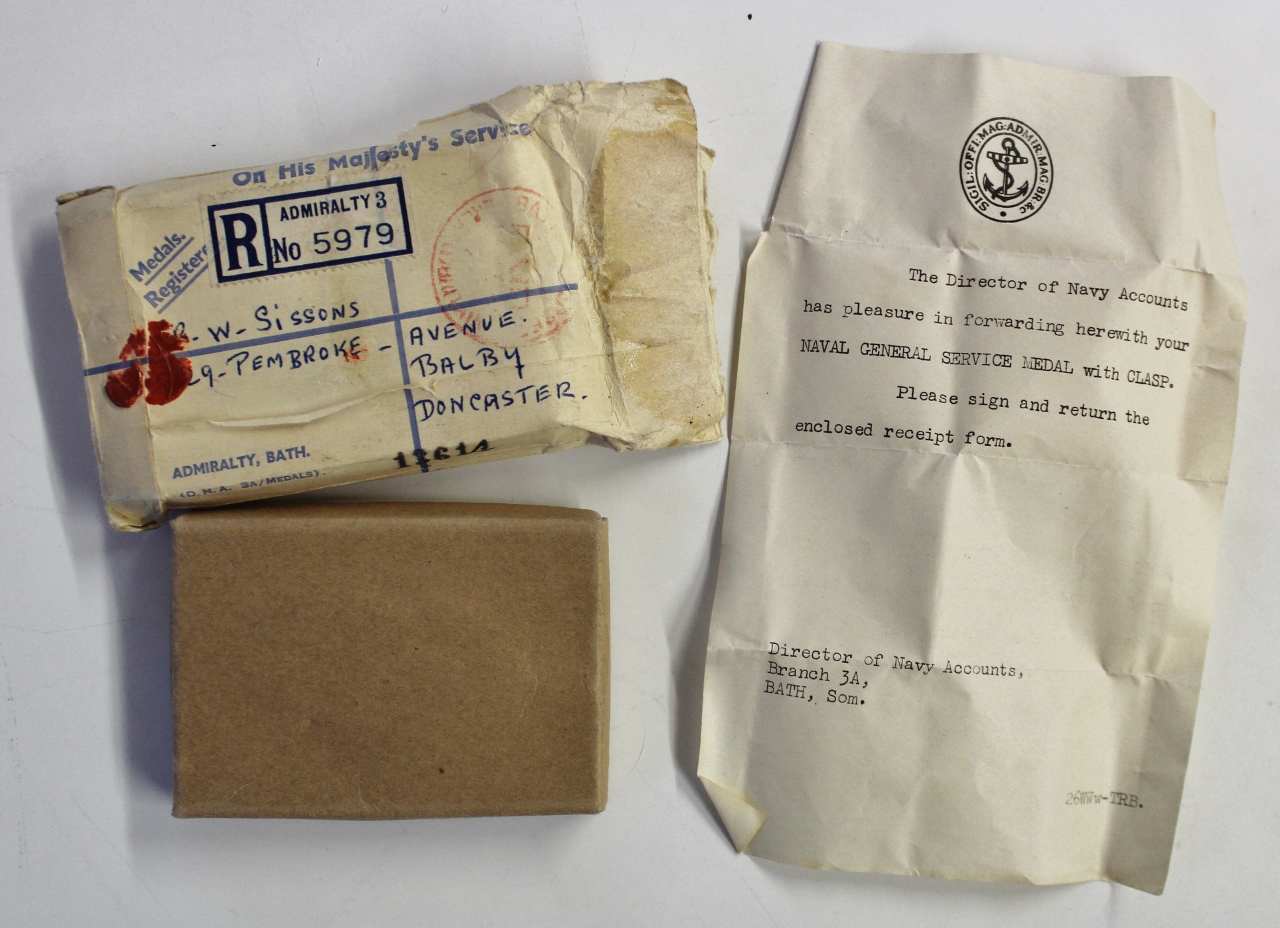 On His Majesty's Service
R
ADMIRALTY 3
No 5979
Medals.
Registered
W- SISSONS
PEMBROKE - AVENUE.
BALBY
DONCASTER.
ADMIRALTY, BATH.
(D.N.A. 3A/MEDALS).
SIGIL: OFFI: MAG: ADMIR: MAG BR: &c
The Director of Navy Accounts
has pleasure in forwarding herewith your
NAVAL GENERAL SERVICE MEDAL with CLASP.
Please sign and return the
enclosed receipt form.
Director of Navy Accounts,
Branch 3A,
BATH, Som.
26WWw-TRB.